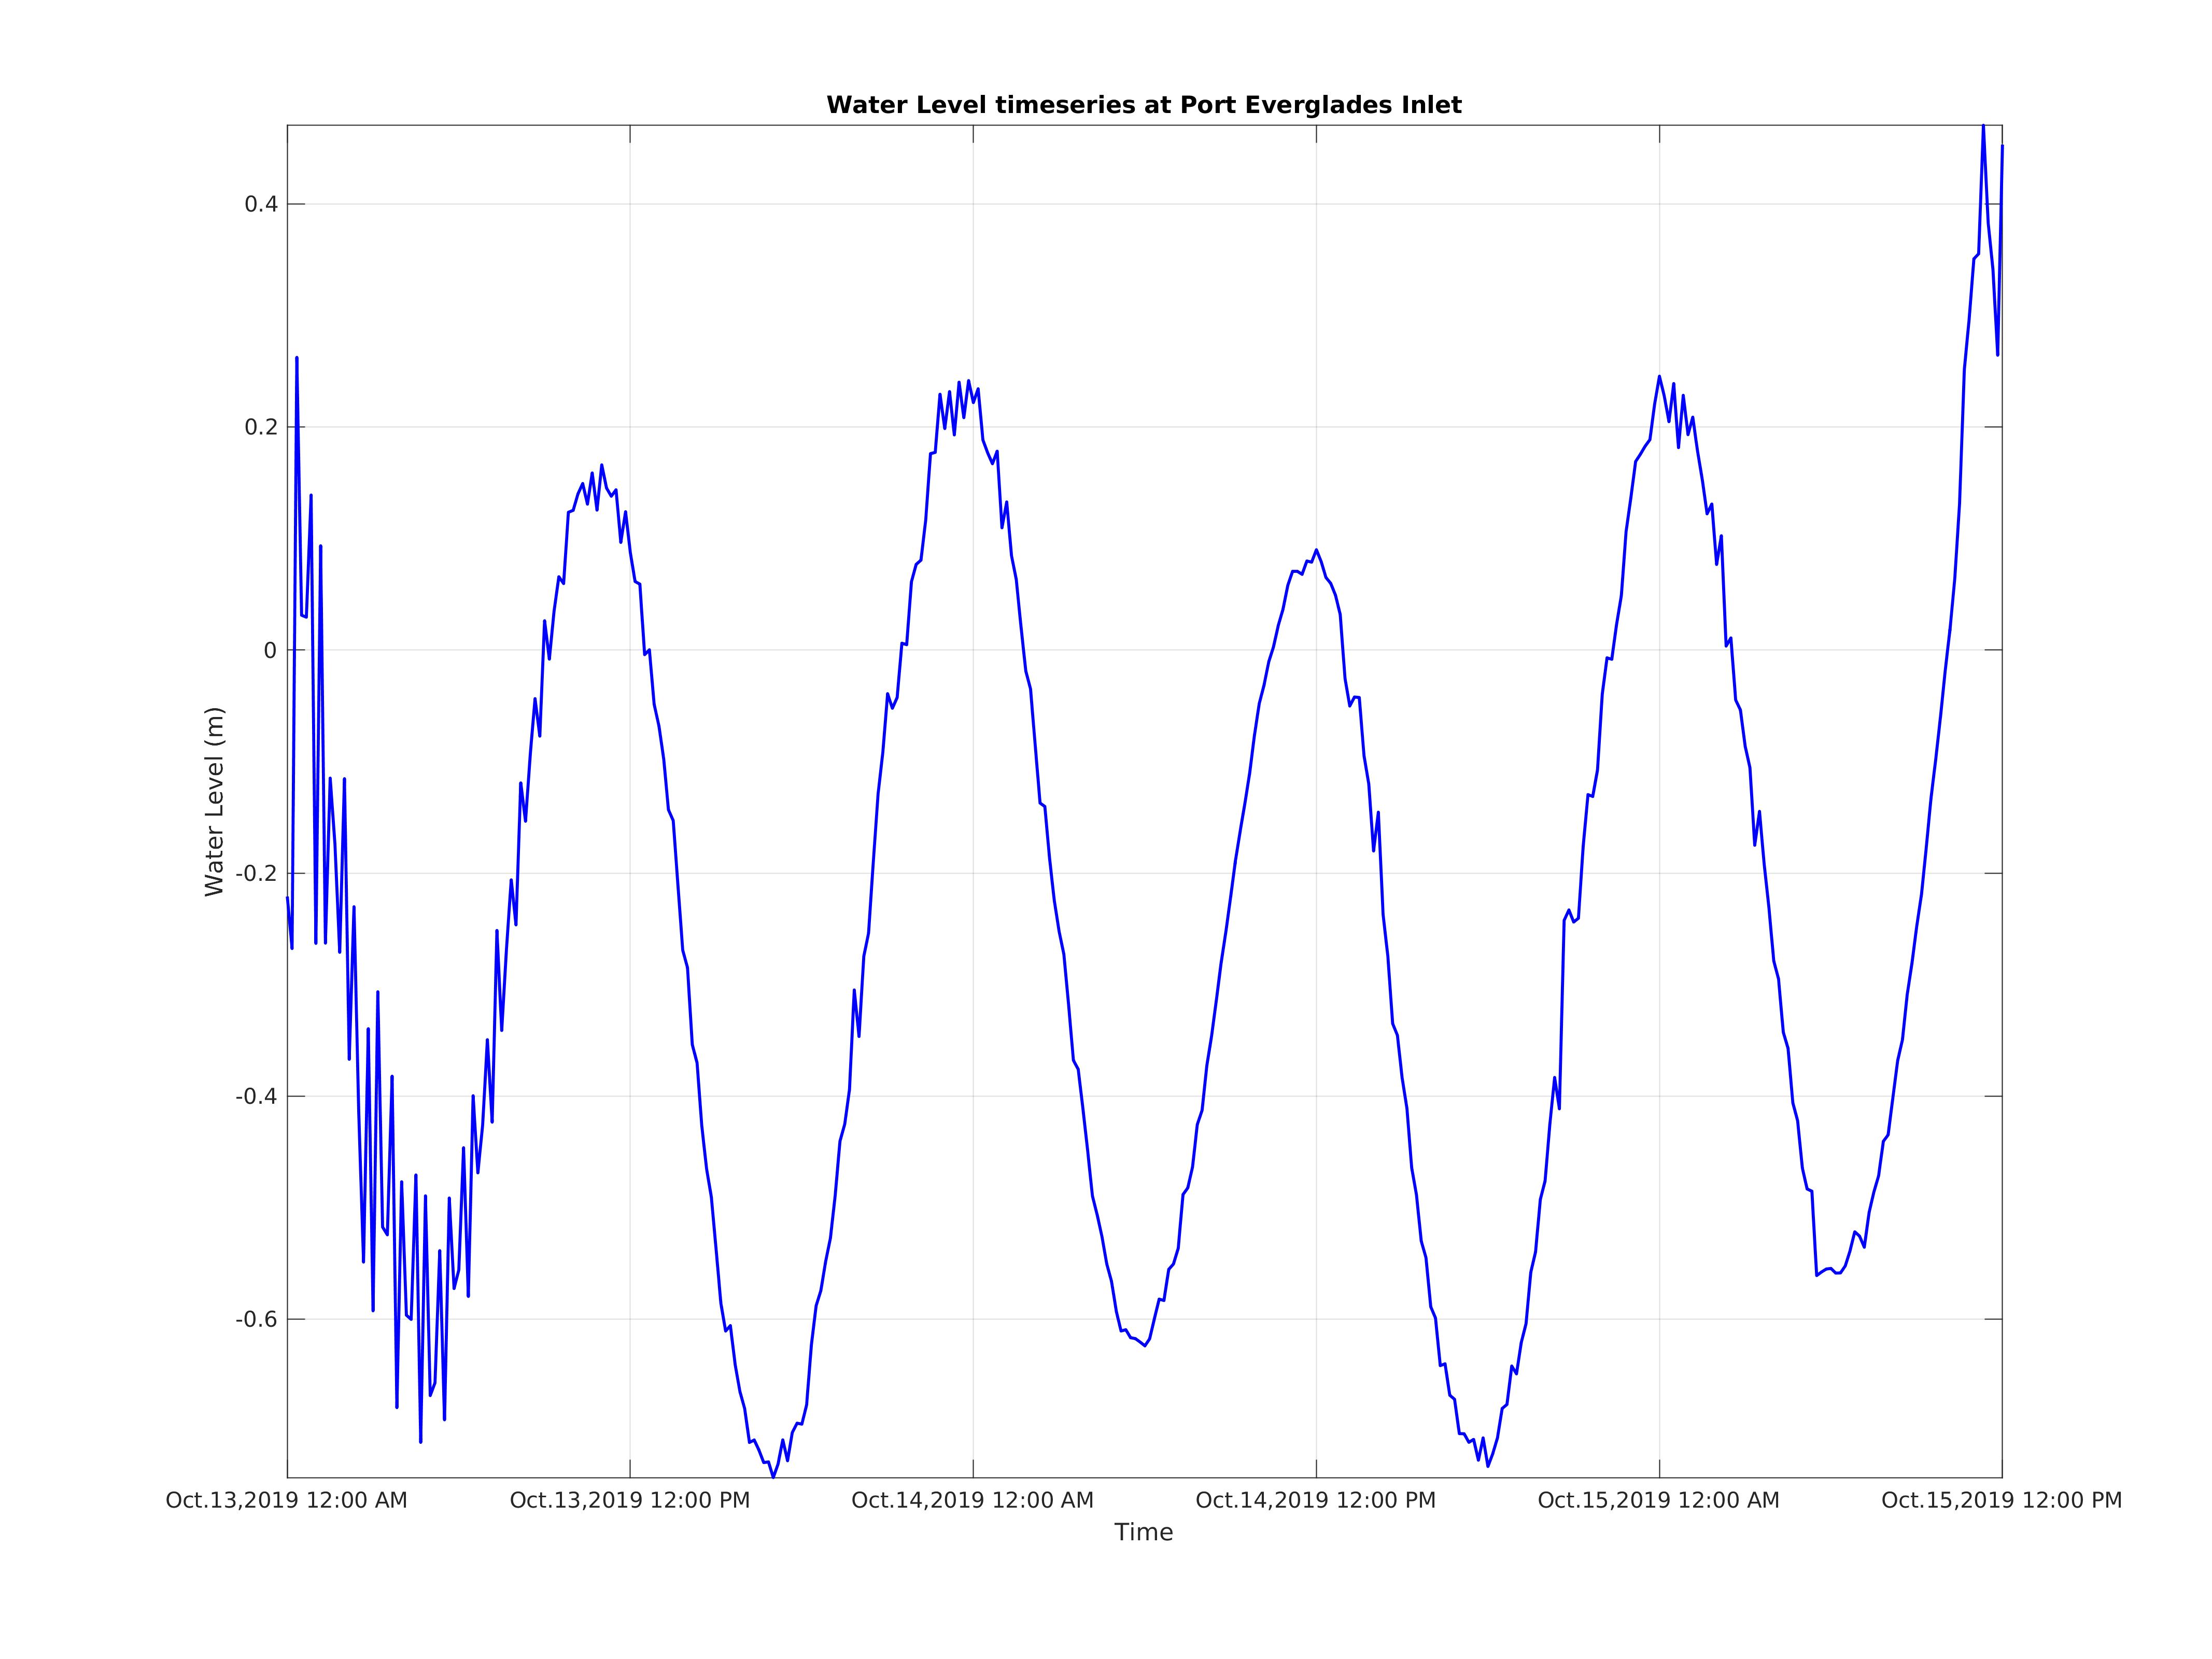 Water Level timeseries at Port Everglades Inlet
0.4
0.2
0
-0.2
-0.4
-0.6
Water Level (m)
Oct.13,2019 12:00 AM
Oct.13,2019 12:00 PM
Oct.14,2019 12:00 AM
Oct.14,2019 12:00 PM
Oct.15,2019 12:00 AM
Oct.15,2019 12:00 PM
Time